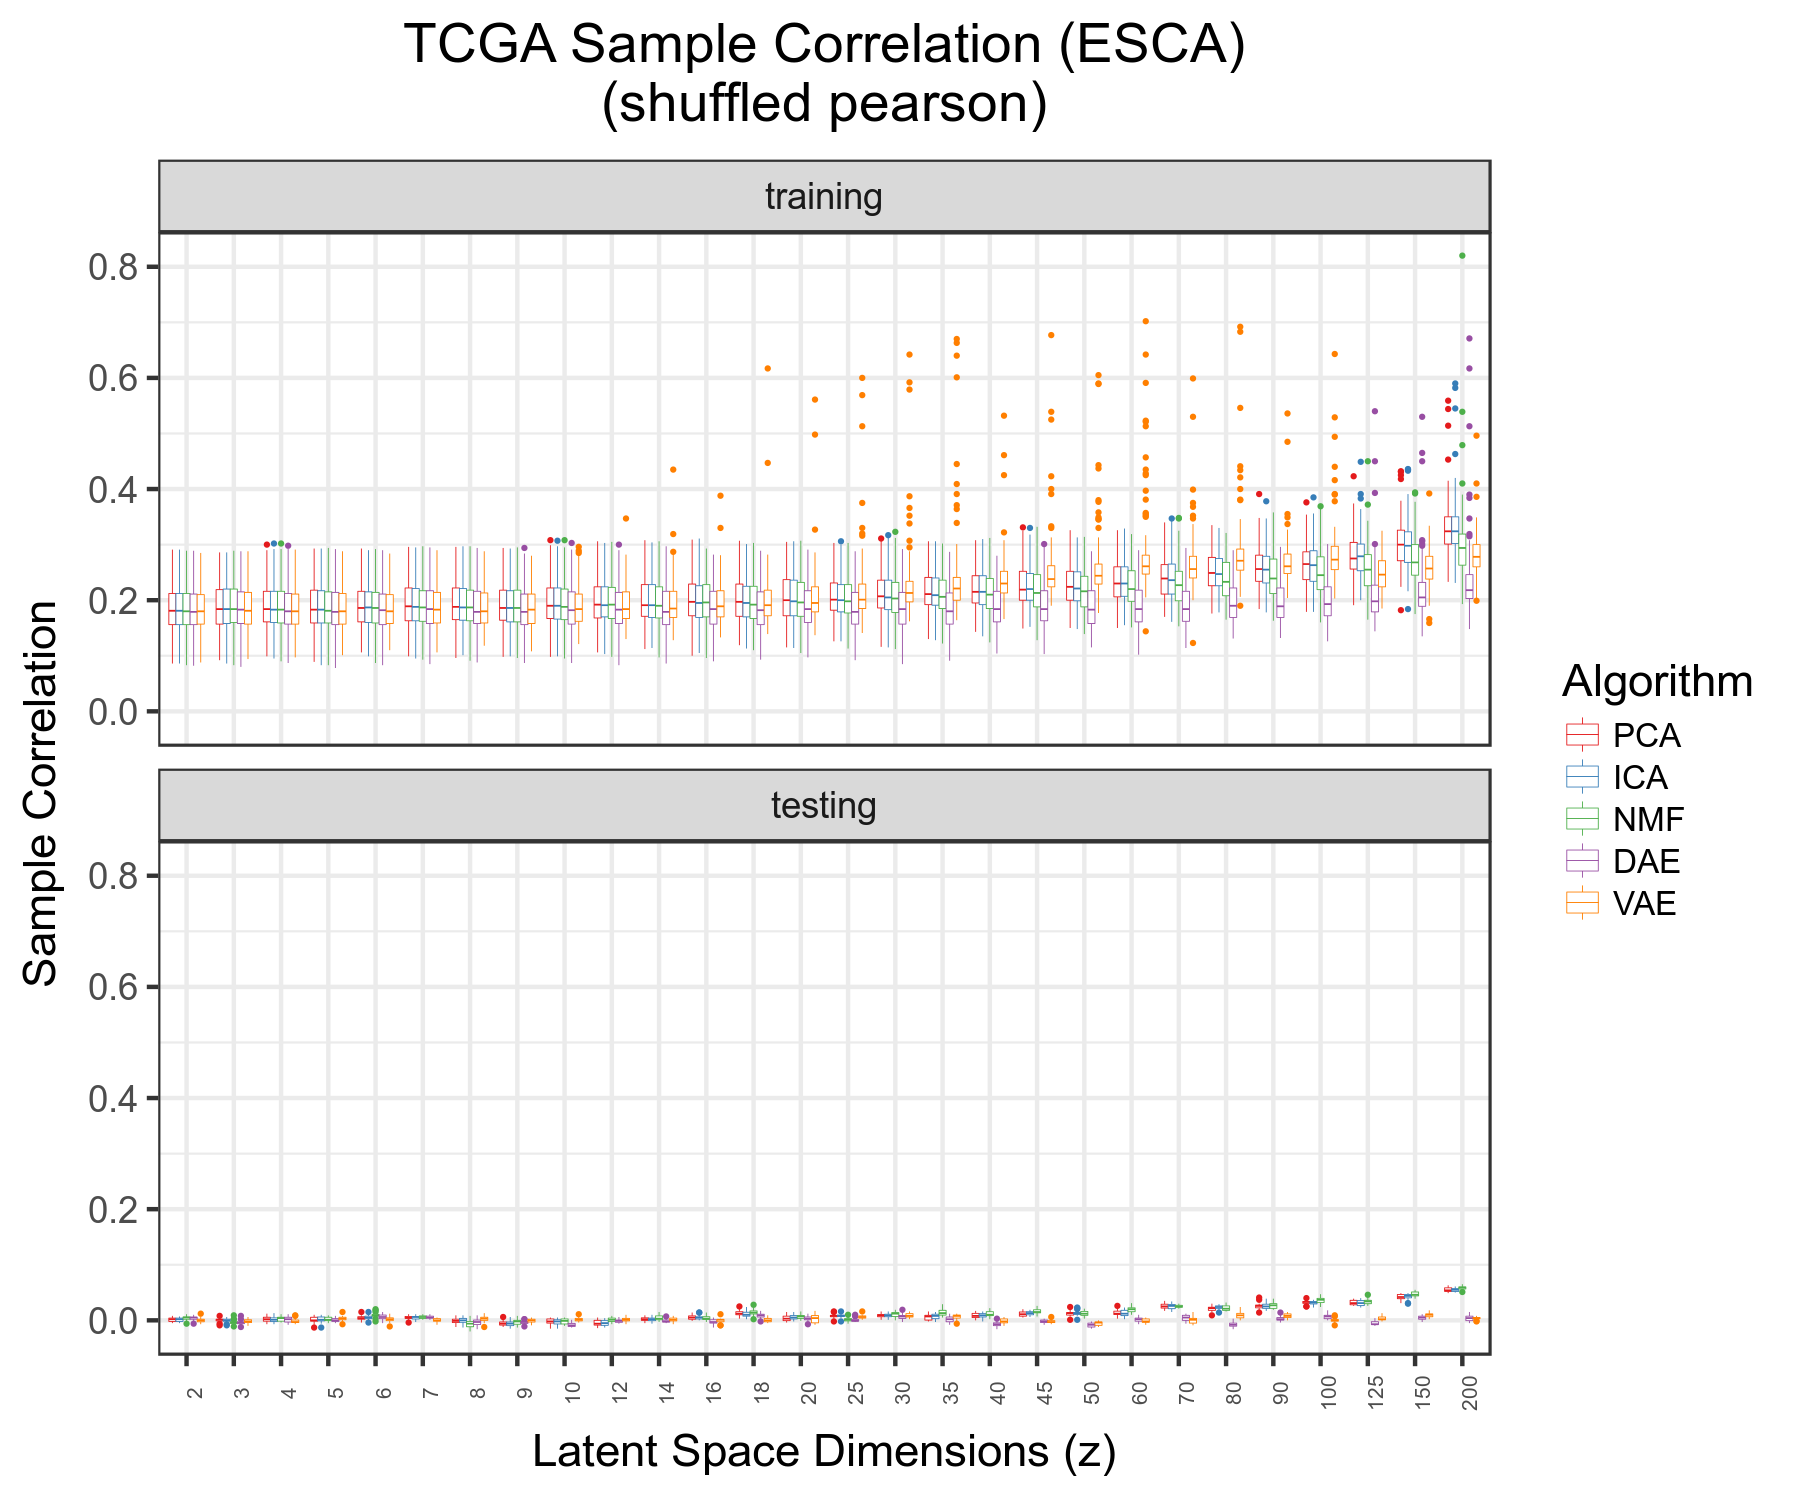 TCGA Sample Correlation (ESCA)
(shuffled pearson)
training
0.8
0.6
0.4
0.2
0.0
testing
0.8
0.6
0.4
0.2
0.0
Sample Correlation
2 3 4 5 6 7 8 9 10 12 14 16 18 20 25 30 35 40 45 50 60 70 80 90 100 125 150 200
Latent Space Dimensions (z)
Algorithm
PCA
ICA
NMF
DAE
VAE